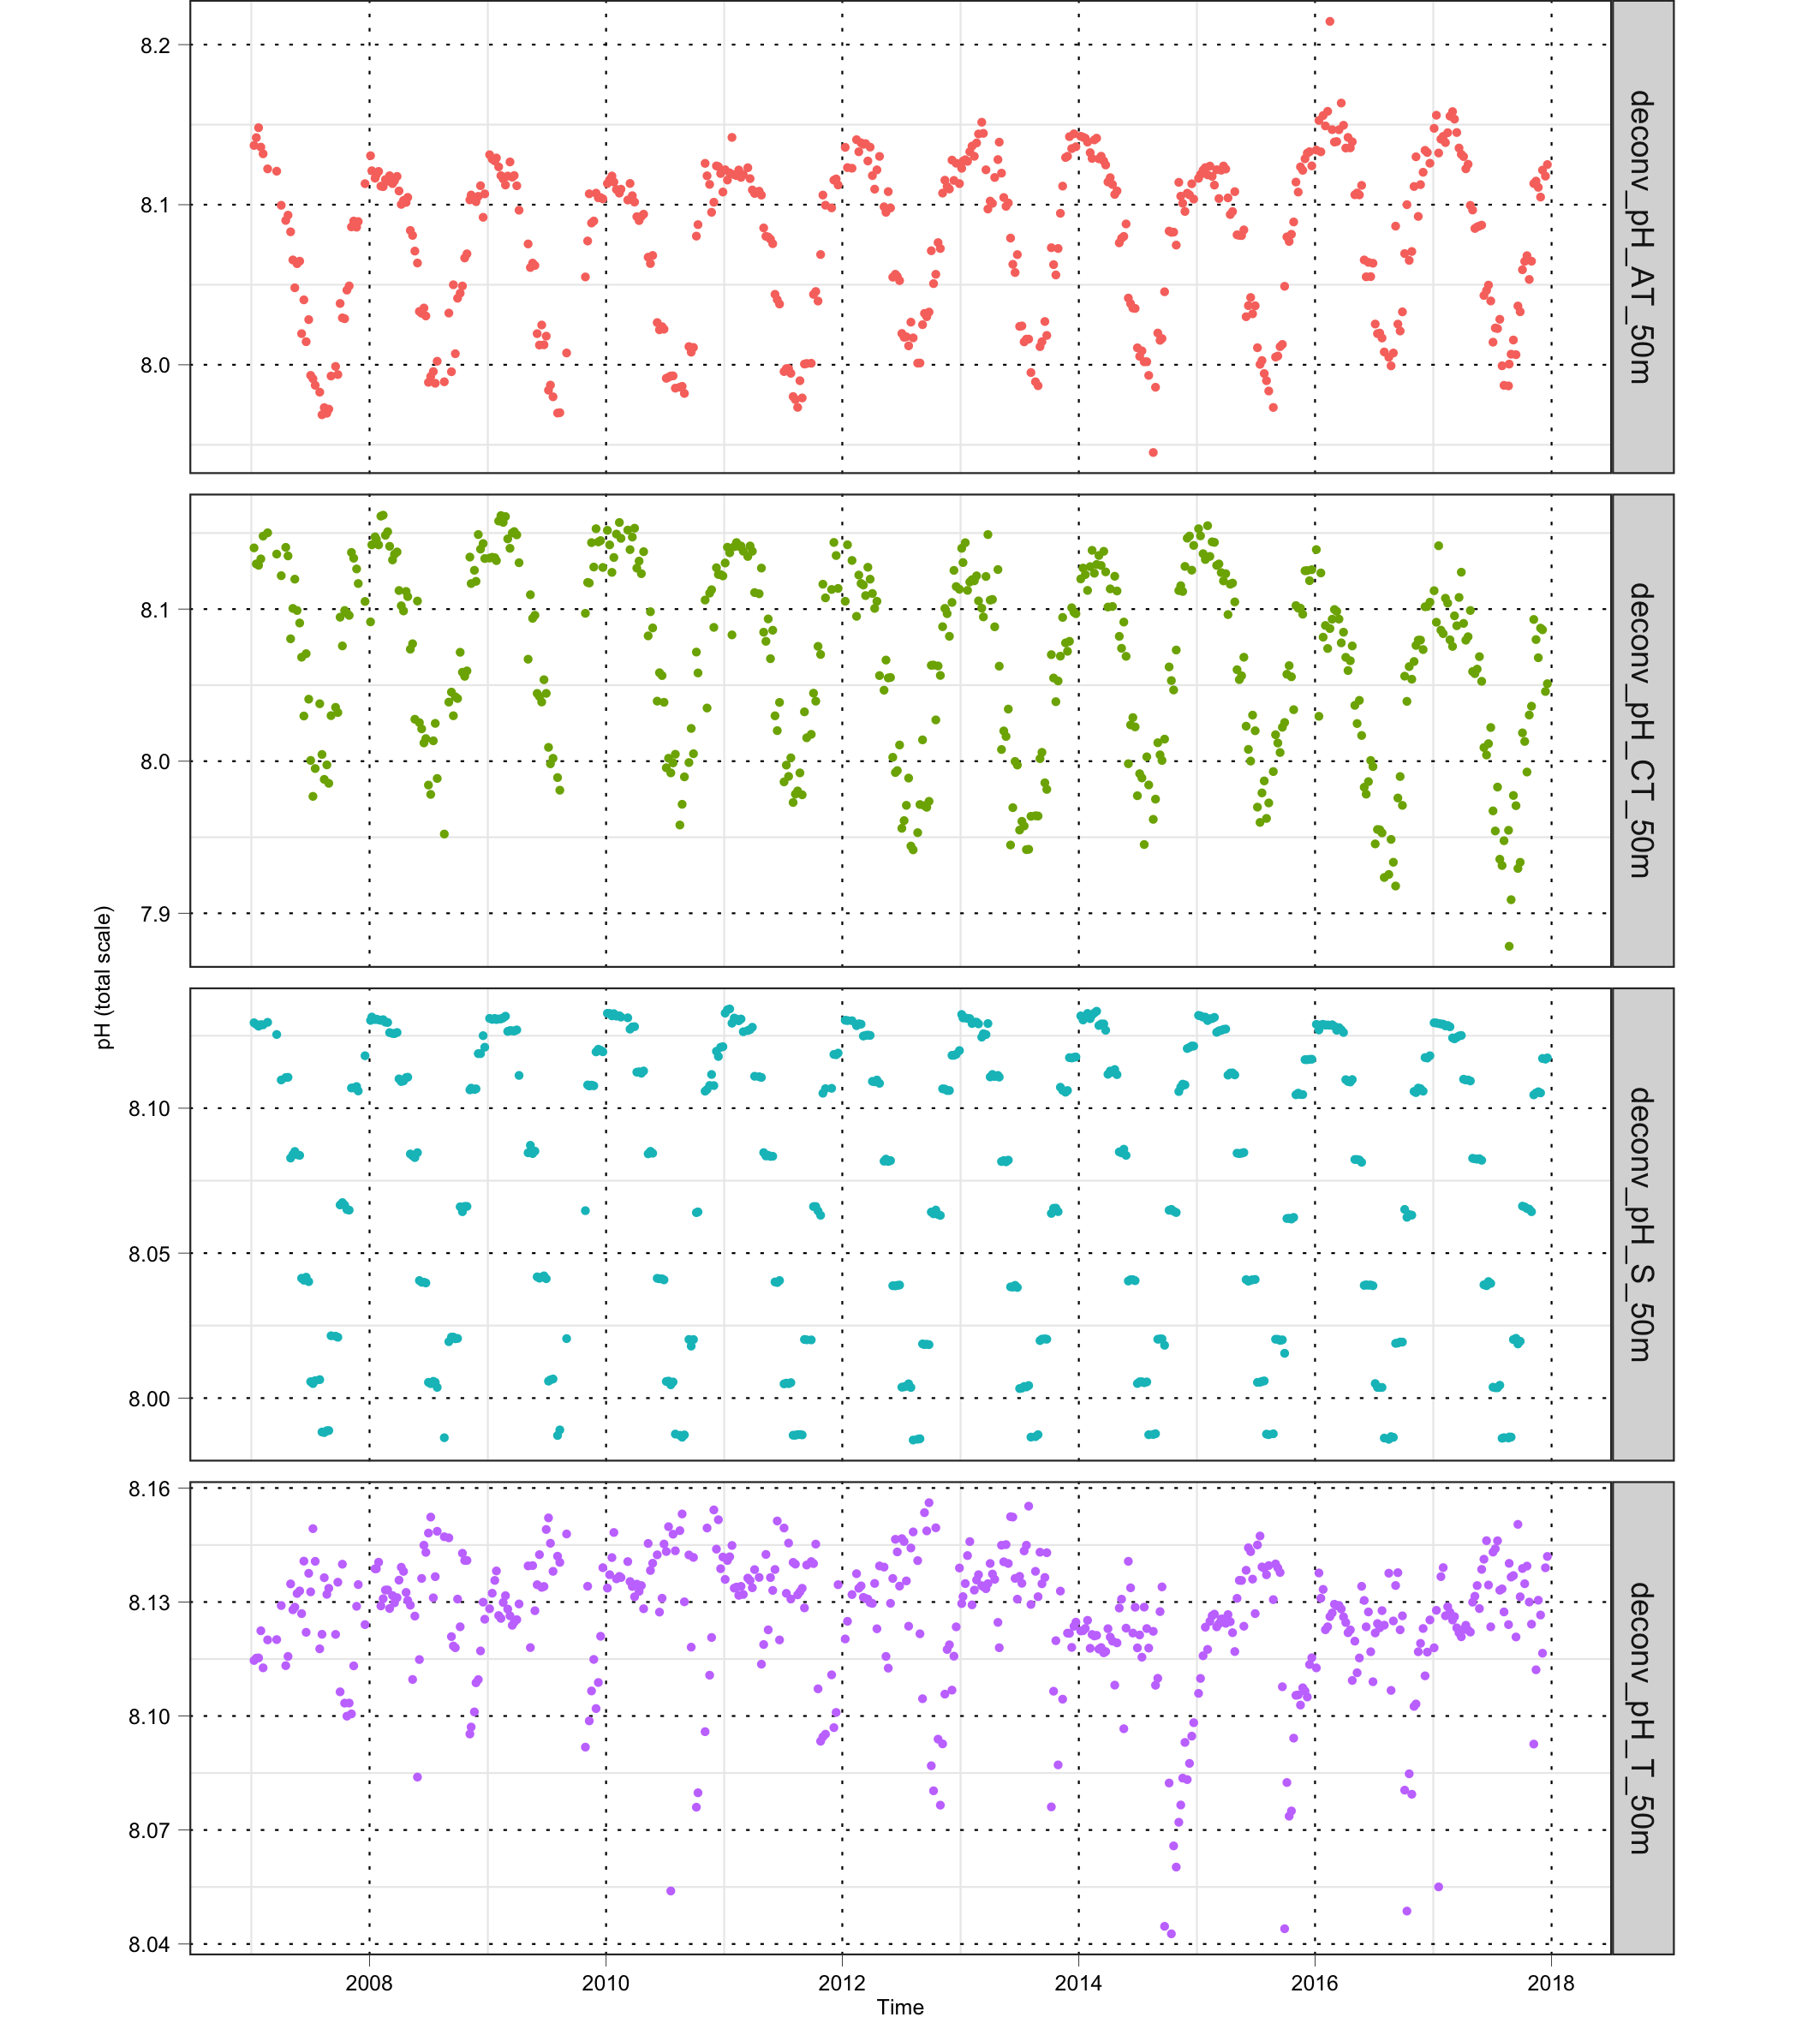 8.2
8.1
8.0
deconv_pH_AT_50m
8.1
8.0
7.9
deconv_pH_CT_50m
pH (total scale)
8.10
8.05
8.00
deconv_pH_S_50m
8.16
8.13
8.10
8.07
8.04
deconv_pH_T_50m
2008 2010 2012 2014 2016 2018
Time